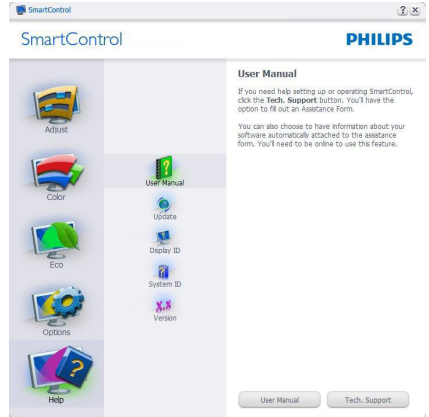 SmartControl
SmartControl
PHILIPS
Adjust
Color
Eco
Options
Help
User Manual
Update
Display ID
System ID
X.X
Version
User Manual
If you need help setting up or operating SmartControl,
click the Tech. Support button. You'll have the
option to fill out an Assistance Form.
You can also choose to have information about your
software automatically attached to the assistance
form. You'll need to be online to use this feature.
User Manual
Tech. Support